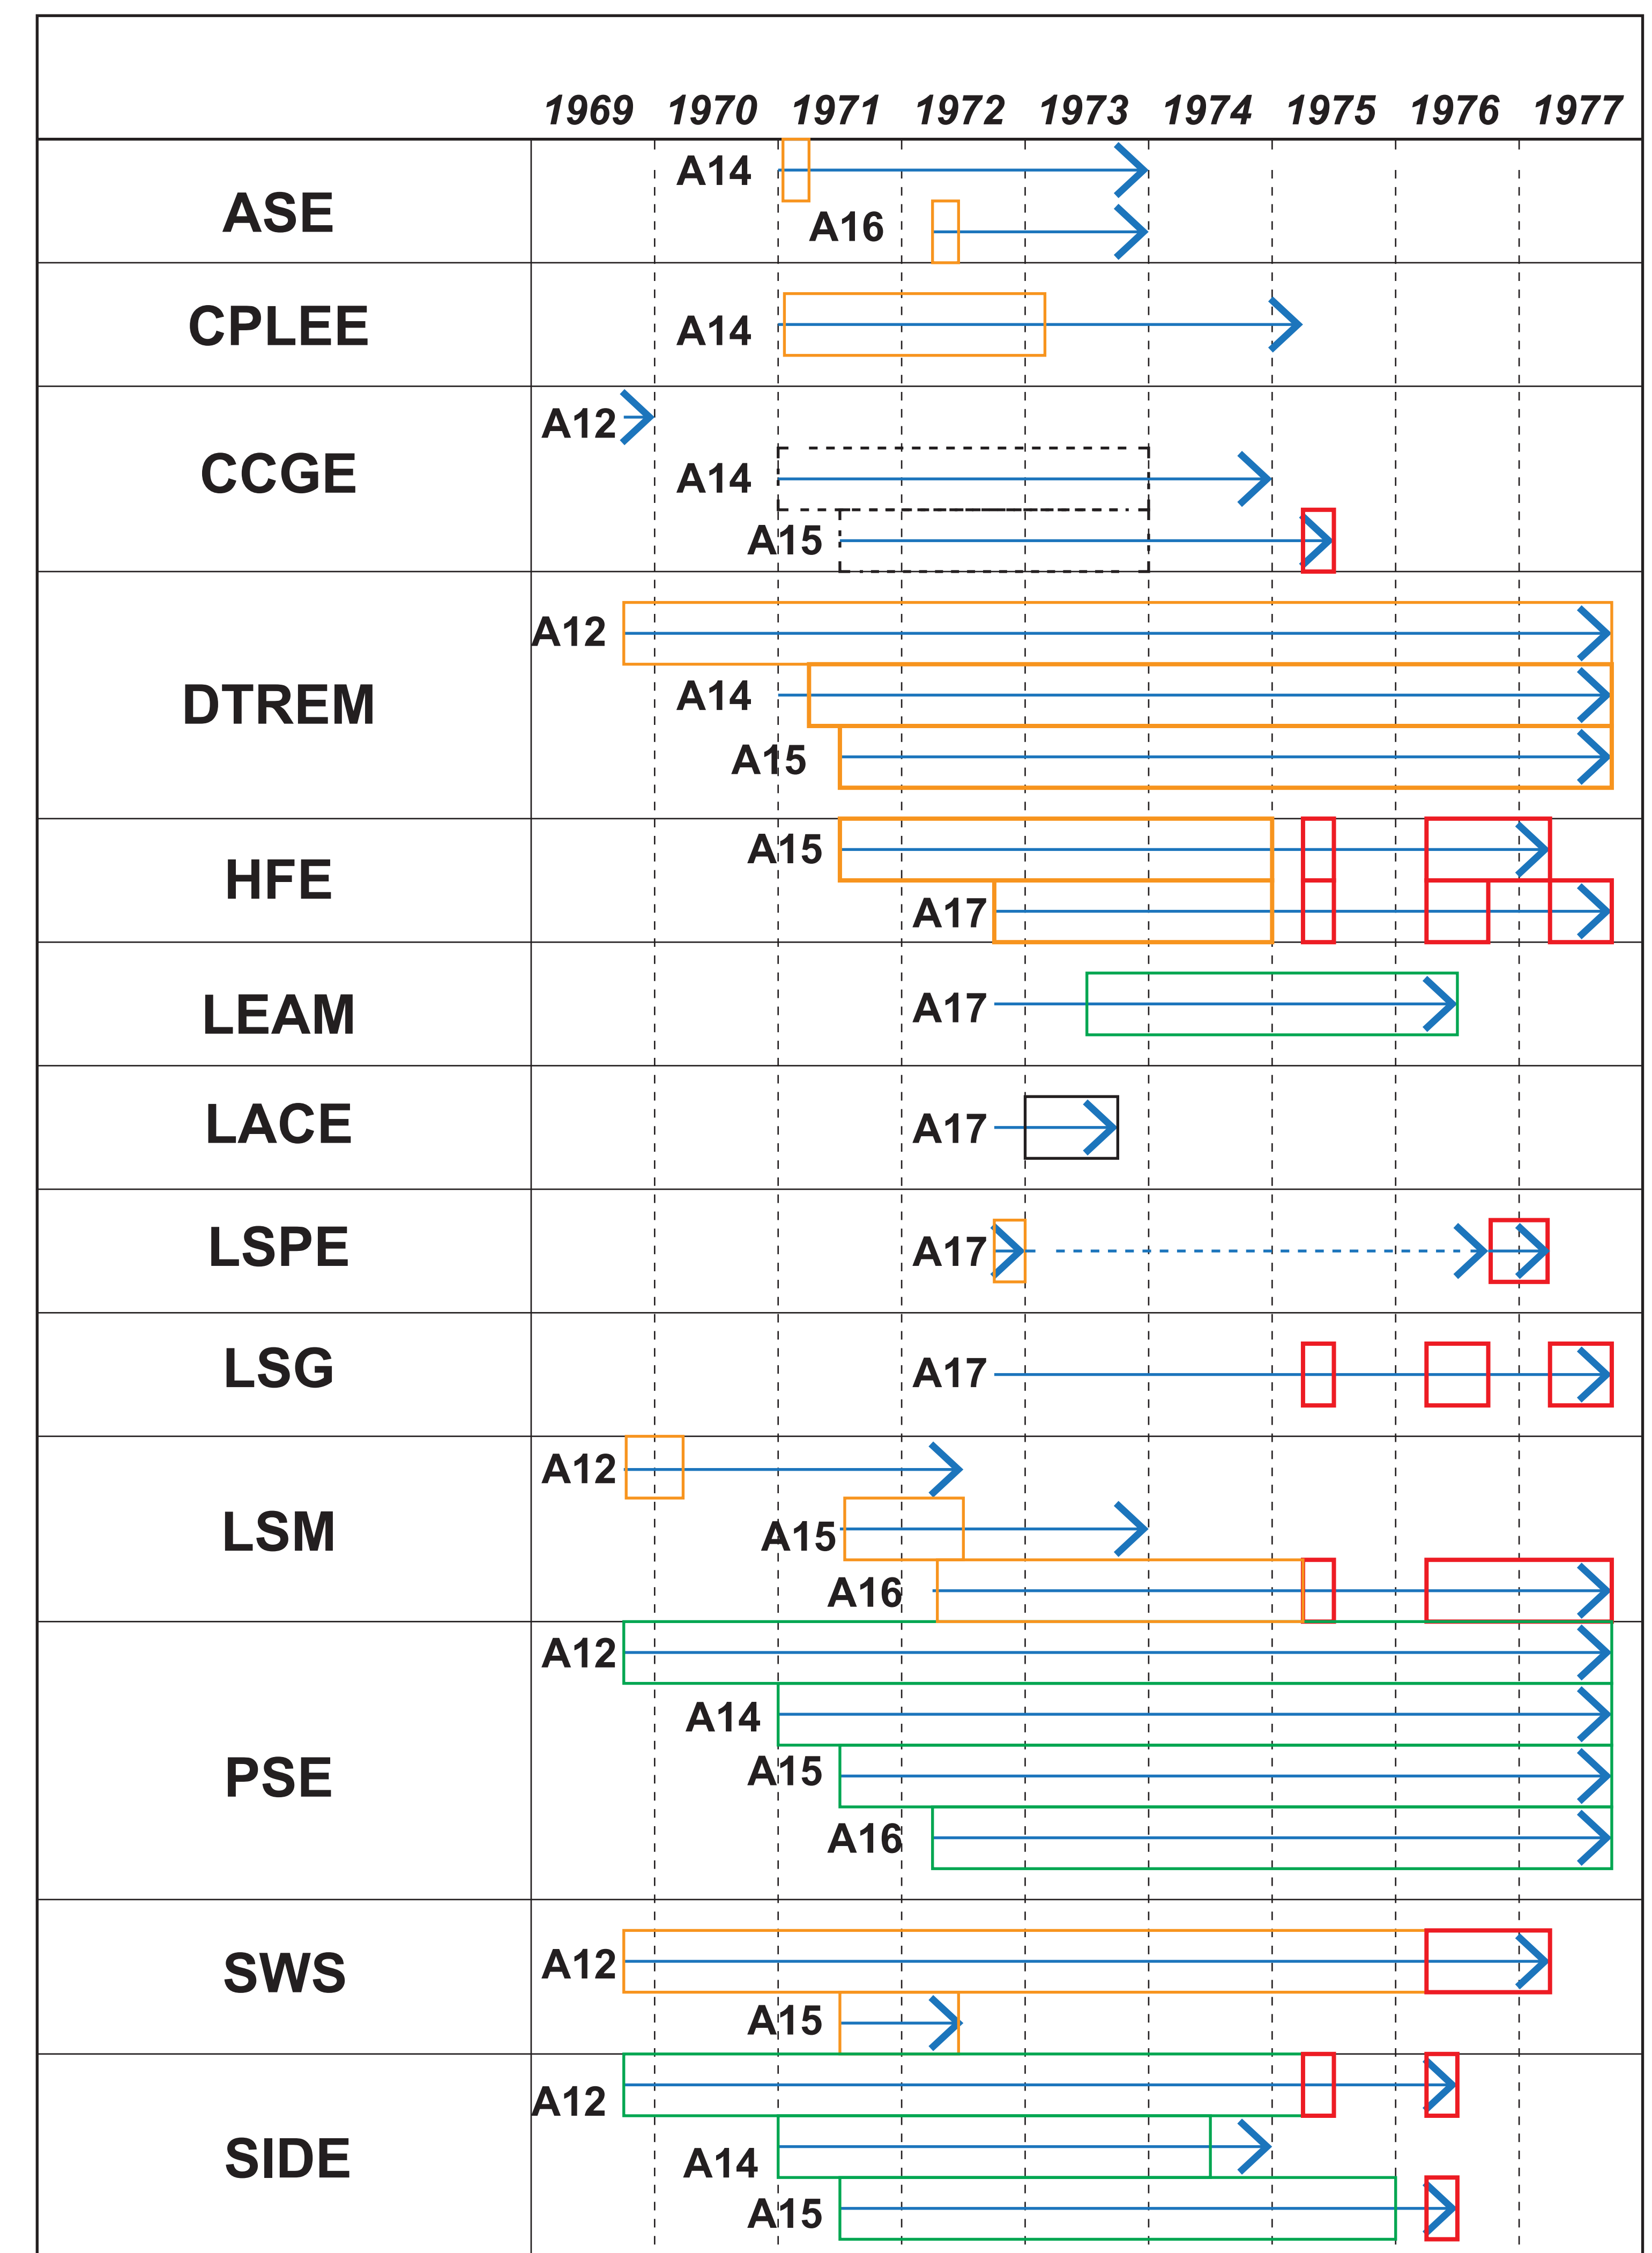 1969 1970 1971 1972 1973 1974 1975 1976 1977
ASE
A14
A16
CPLEE
A14
CCGE
A12
A14
A15
DTREM
A12
A14
A15
HFE
A15
A17
LEAM
A17
LACE
A17
LSPE
A17
LSG
A17
LSM
A12
A15
A16
PSE
A12
A14
A15
A16
SWS
A12
A15
SIDE
A12
A14
A15